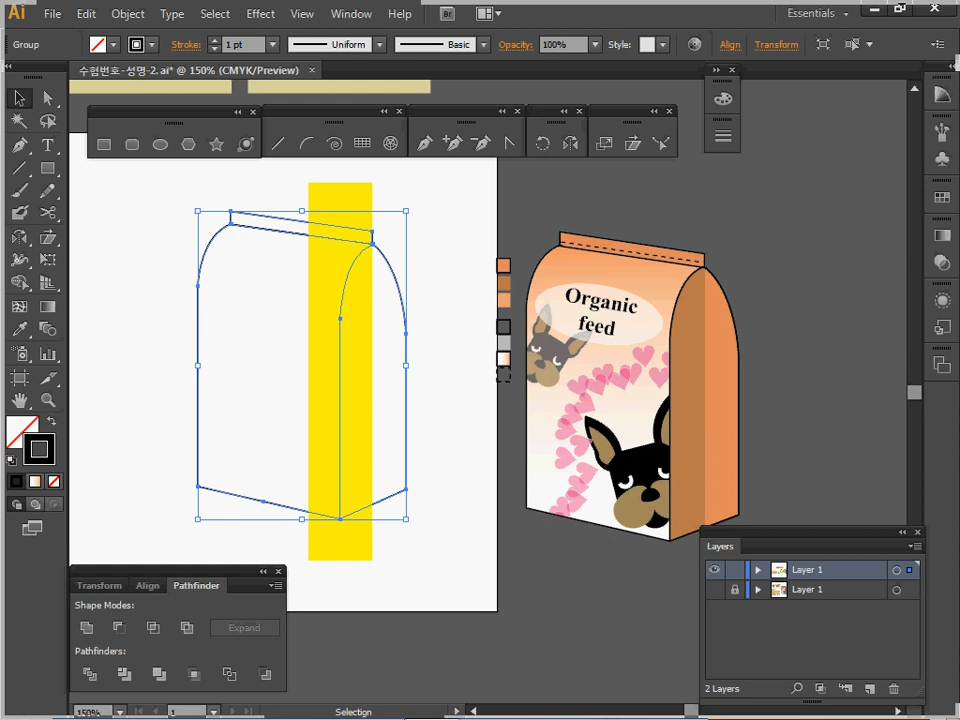 Ai File Edit Object Type Select Effect View Window Help Br Essentials
Group Stroke: 1 pt Uniform Basic Opacity: 100% Style: Align Transform
수험번호-성명-2.ai* @ 150% (CMYK/Preview)
Organic
feed
Layers
Layer 1
Layer 1
2 Layers
Transform Align Pathfinder
Shape Modes:
Expand
Pathfinders:
150% 1 Selection